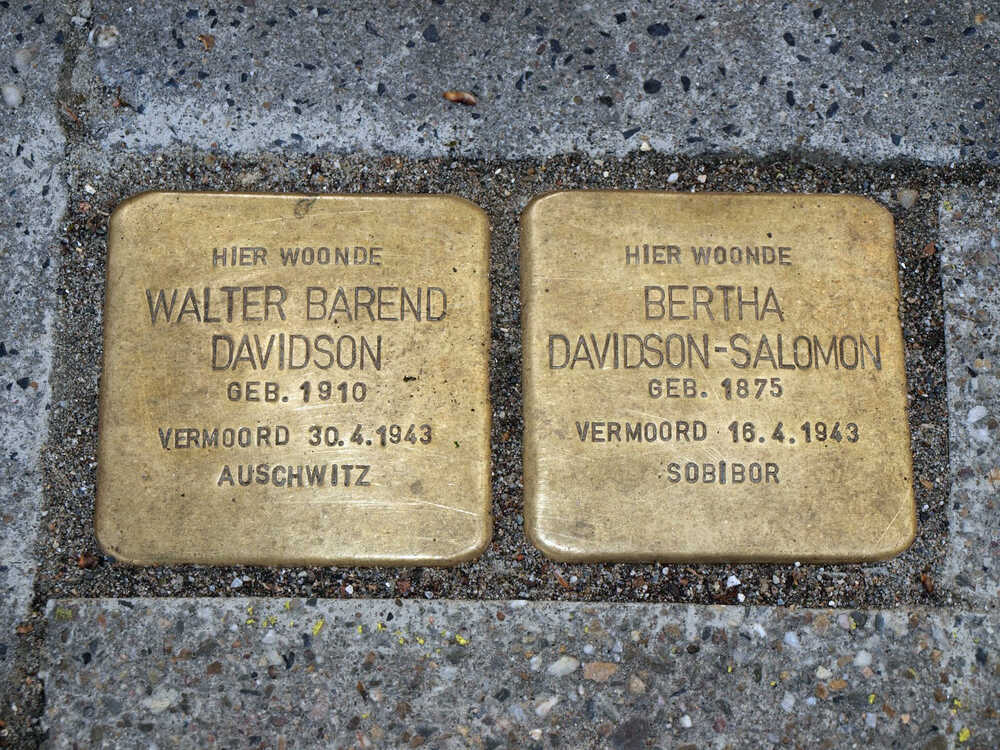 HIER WOONDE
WALTER BAREND
DAVIDSON
GEB. 1910
VERMOORD 30.4.1943
AUSCHWITZ
HIER WOONDE
BERTHA
DAVIDSON-SALOMON
GEB. 1875
VERMOORD 16.4.1943
SOBIBOR